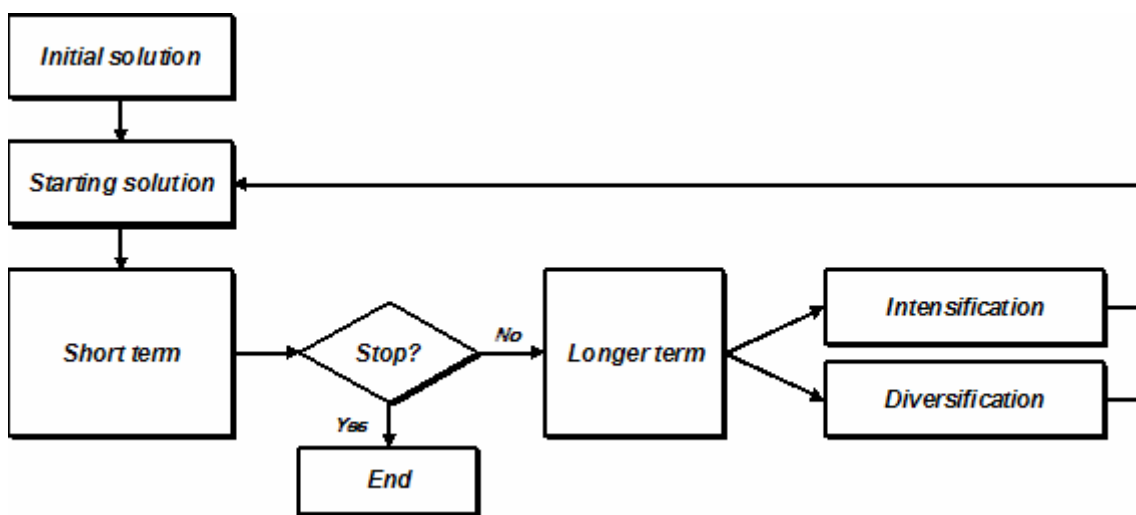 Initial solution
Starting solution
Short term
Stop?
No
Longer term
Intensification
Diversification
Yes
End